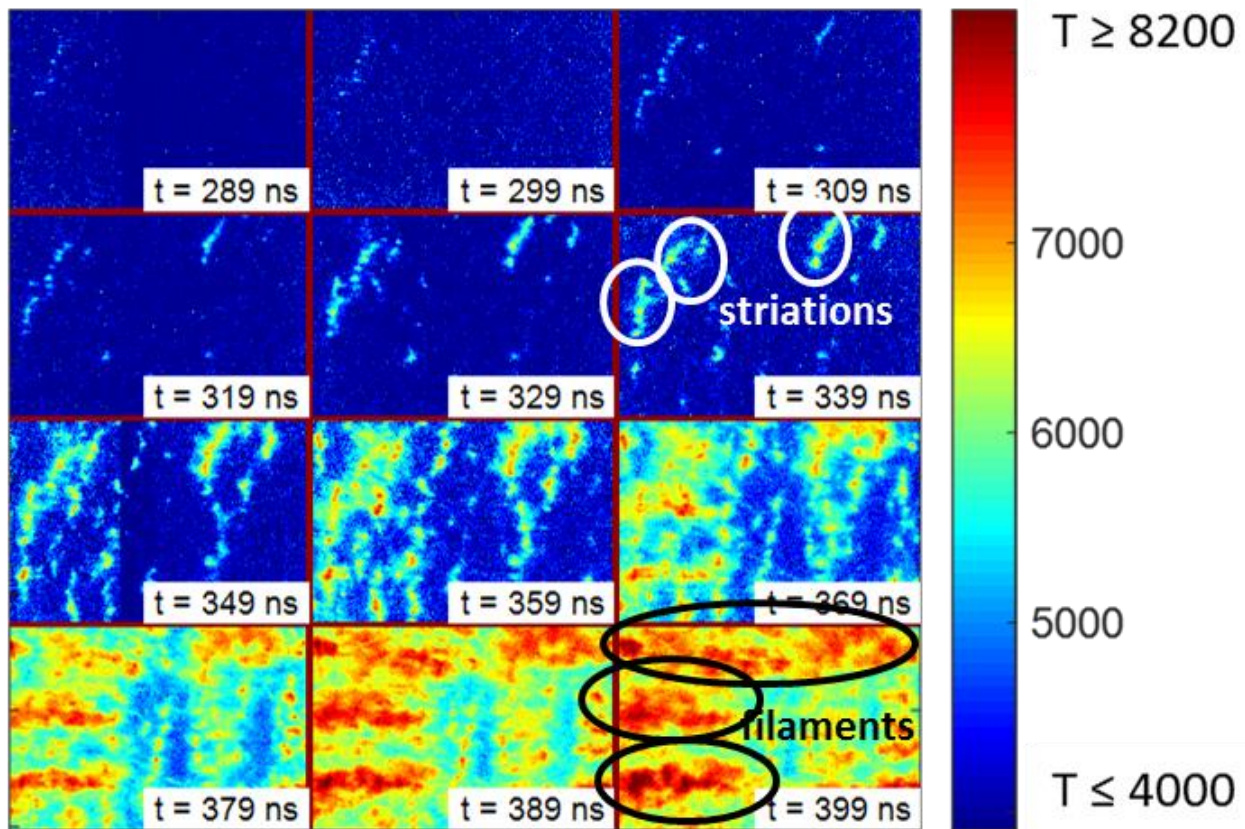 T ≥ 8200
t = 289 ns
t = 299 ns
t = 309 ns
7000
striations
t = 319 ns
t = 329 ns
t = 339 ns
6000
t = 349 ns
t = 359 ns
t = 369 ns
5000
filaments
t = 379 ns
t = 389 ns
t = 399 ns
T ≤ 4000